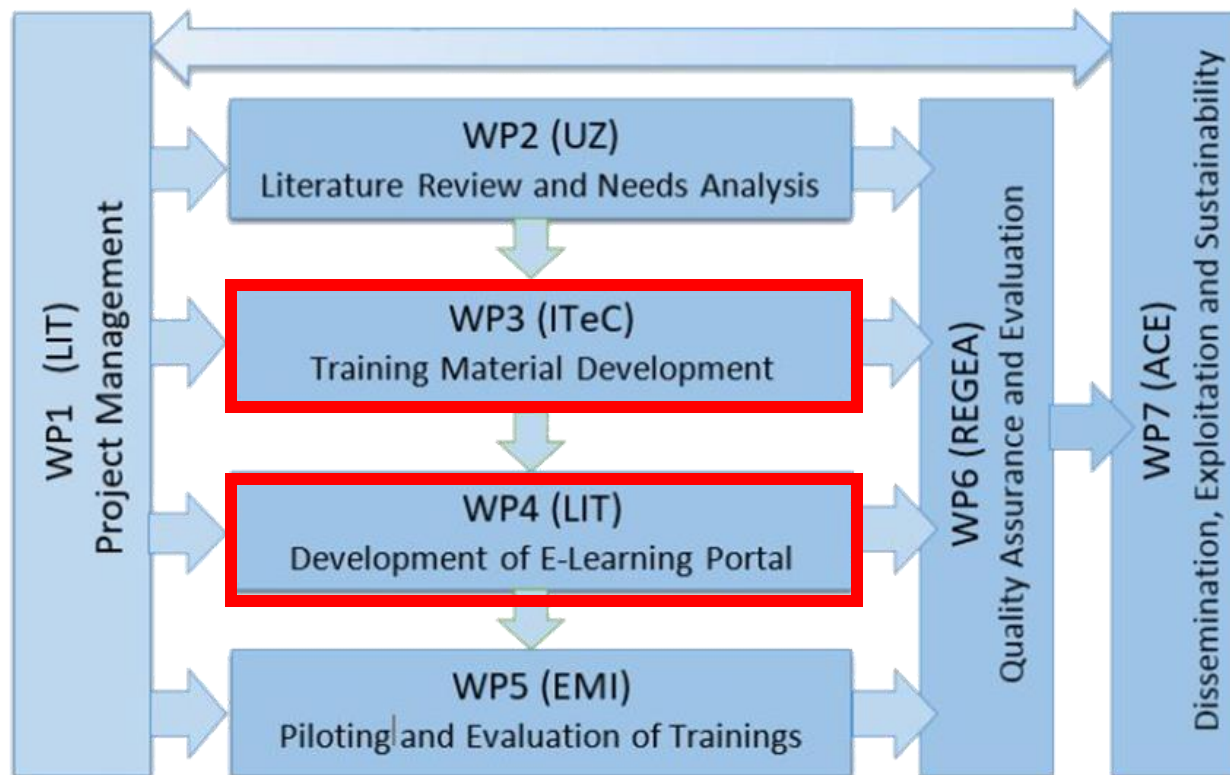 WP1 (LIT)
Project Management
WP2 (UZ)
Literature Review and Needs Analysis
WP3 (ITeC)
Training Material Development
WP4 (LIT)
Development of E-Learning Portal
WP5 (EMI)
Piloting and Evaluation of Trainings
WP6 (REGEA)
Quality Assurance and Evaluation
WP7 (ACE)
Dissemination, Exploitation and Sustainability